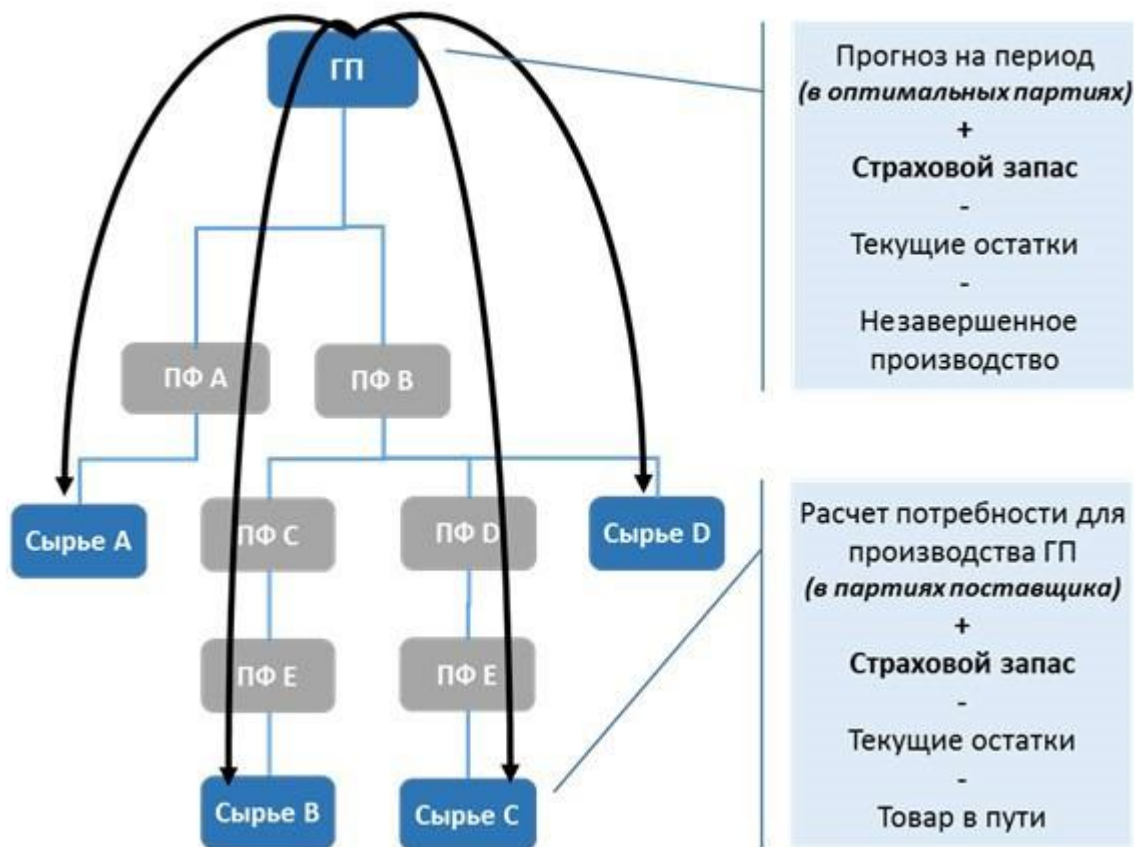 ГП
ПФ A
ПФ B
Сырье A
ПФ C
ПФ D
Сырье D
ПФ E
ПФ E
Сырье B
Сырье C
Прогноз на период
(в оптимальных партиях)
+
Страховой запас
-
Текущие остатки
-
Незавершенное
производство
Расчет потребности для
производства ГП
(в партиях поставщика)
+
Страховой запас
-
Текущие остатки
-
Товар в пути